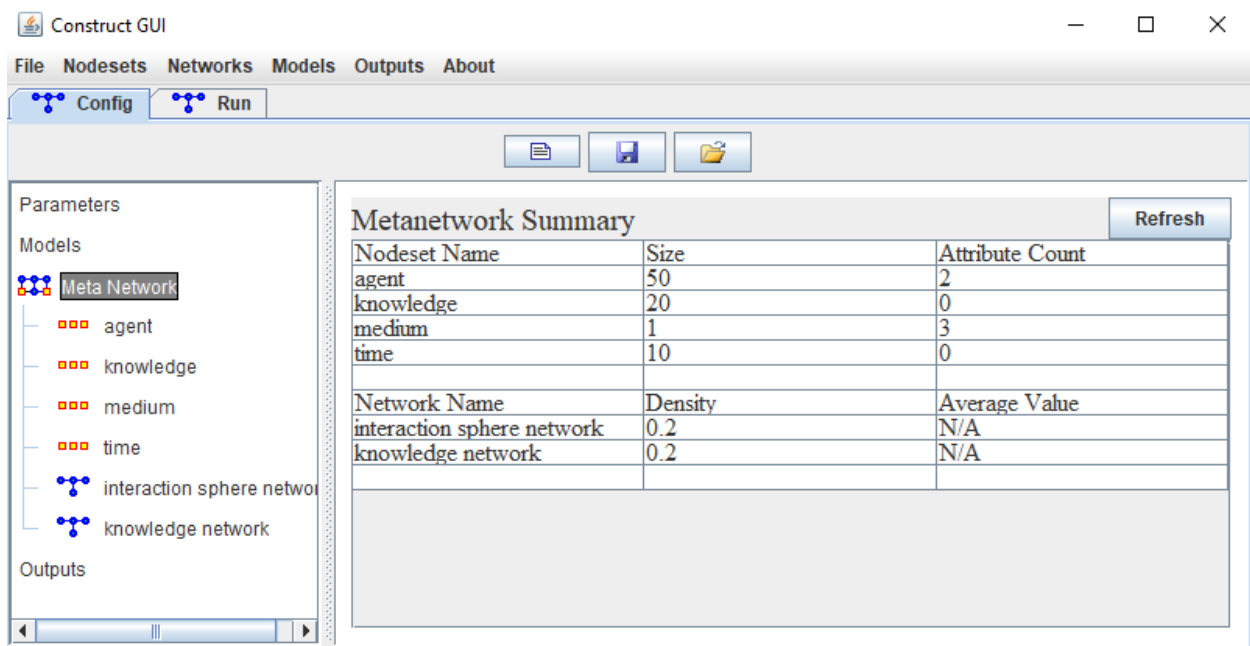 Construct GUI
File Nodesets Networks Models Outputs About
Config Run
Parameters
Models
Meta Network
agent
knowledge
medium
time
interaction sphere networ
knowledge network
Outputs
Metanetwork Summary
Refresh
Nodeset Name Size Attribute Count
agent 50 2
knowledge 20 0
medium 1 3
time 10 0
Network Name Density Average Value
interaction sphere network 0.2 N/A
knowledge network 0.2 N/A